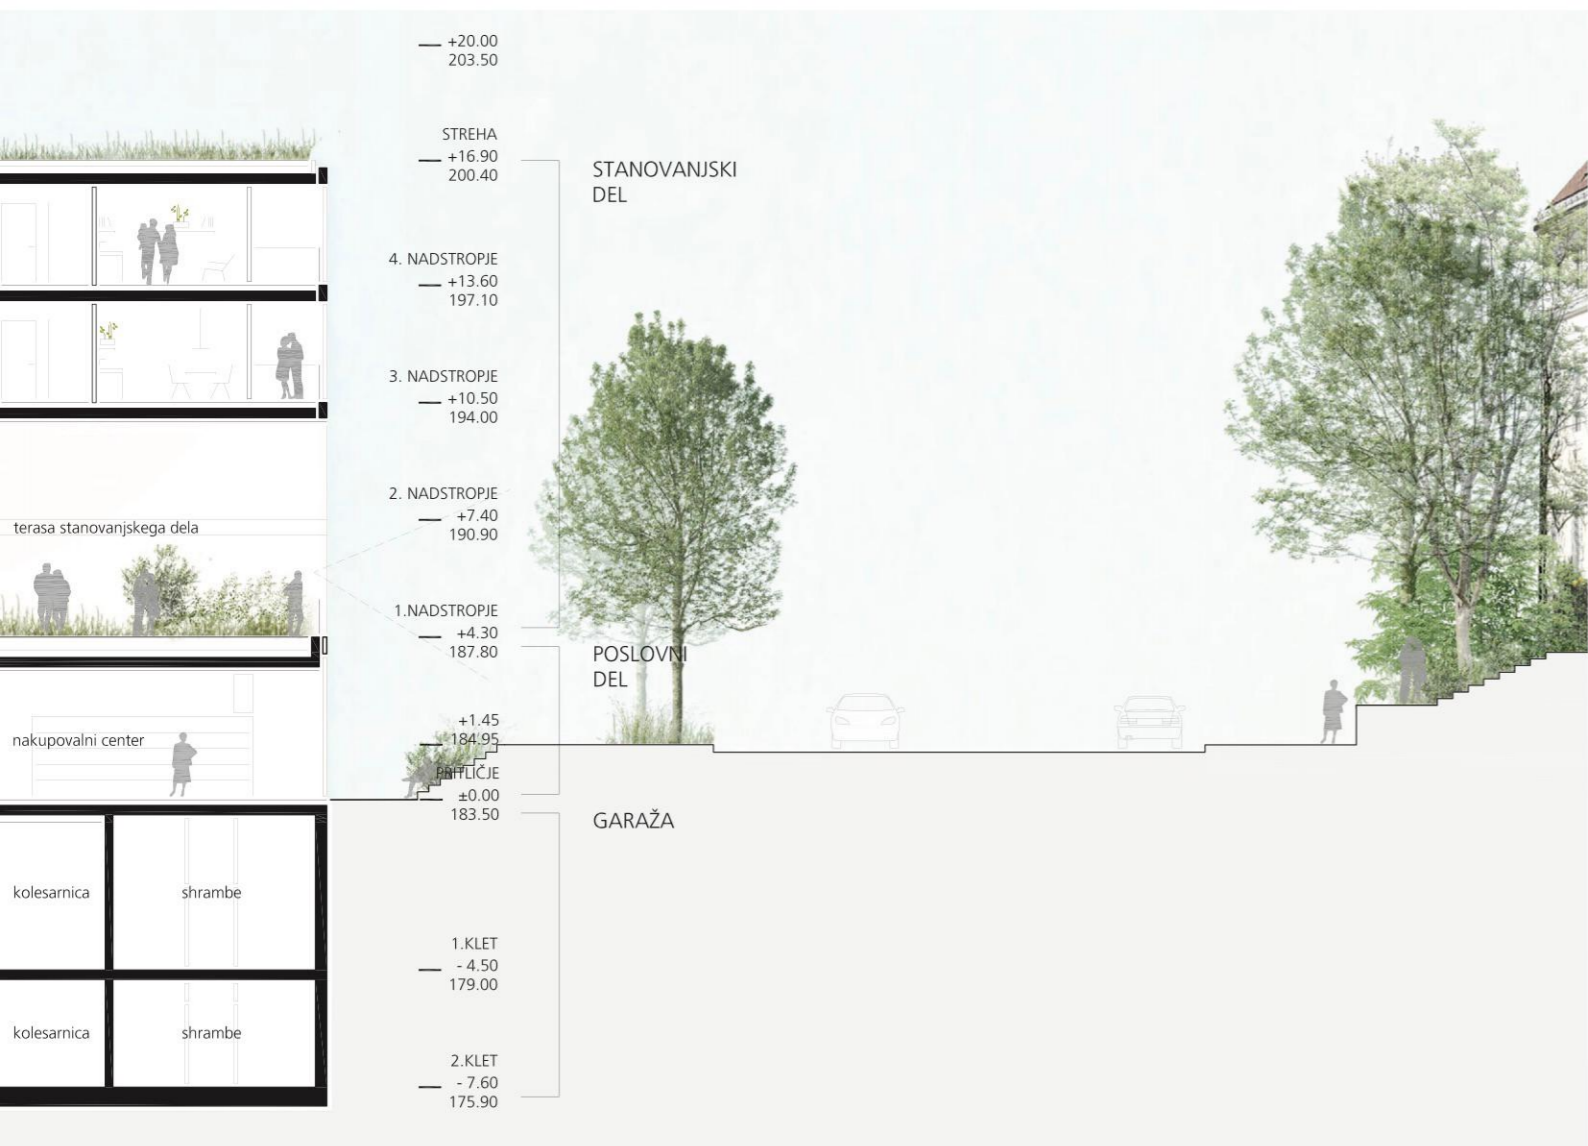 +20.00
203.50
STREHA
+16.90
200.40
STANOVANJSKI
DEL
4. NADSTROPJE
+13.60
197.10
3. NADSTROPJE
+10.50
194.00
2. NADSTROPJE
+7.40
190.90
terasa stanovanjskega dela
1.NADSTROPJE
+4.30
187.80
POSLOVNI
DEL
+1.45
184.95
nakupovalni center
PRITLIČJE
±0.00
183.50
GARAŽA
kolesarnica
shrambe
1.KLET
- 4.50
179.00
kolesarnica
shrambe
2.KLET
- 7.60
175.90